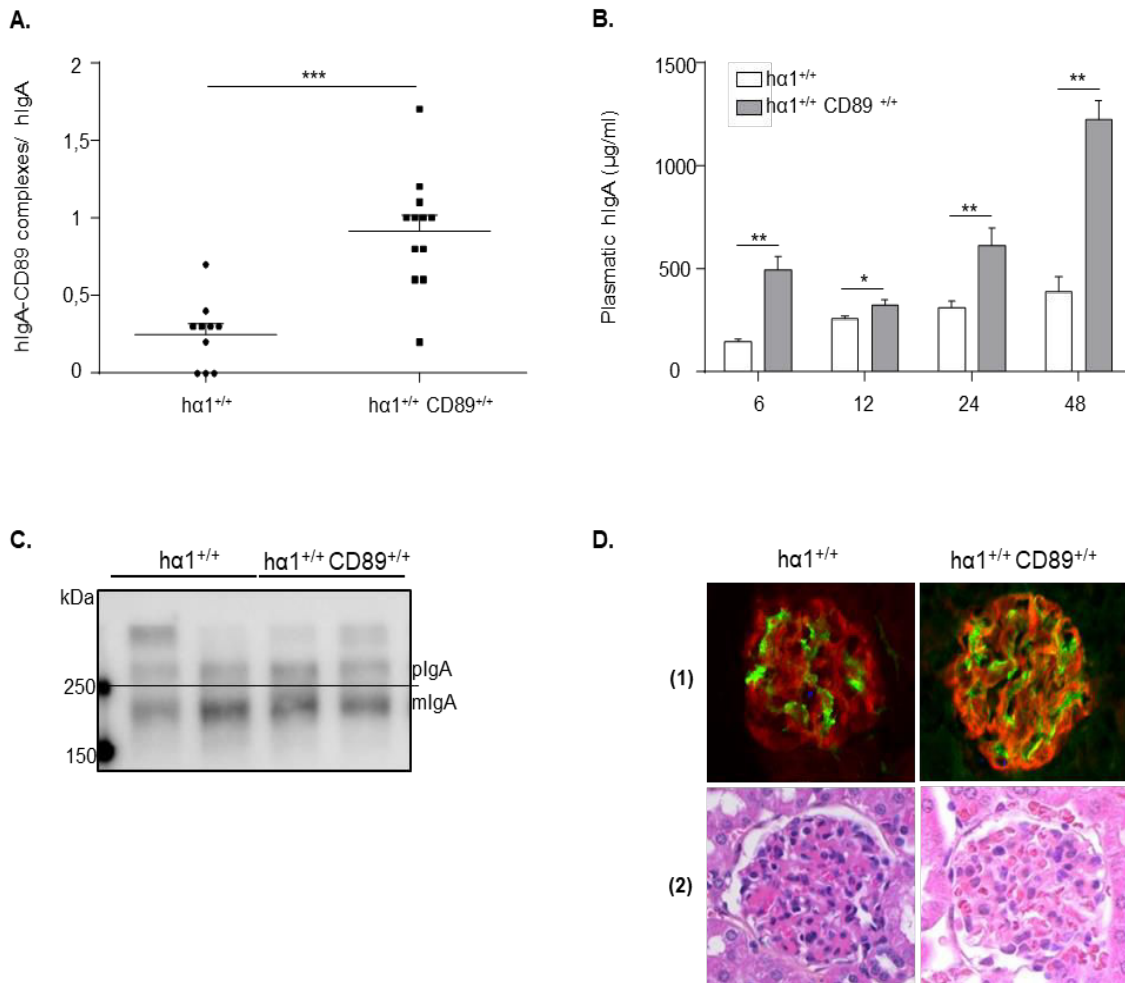 A.
hIgA-CD89 complexes/ hIgA
2
1,5
1
0,5
0
***
hα1+/+
hα1+/+ CD89+/+
B.
Plasmatic hIgA (µg/ml)
1500
1000
500
0
hα1+/+
hα1+/+ CD89 +/+
**
*
**
**
6
12
24
48
C.
hα1+/+
hα1+/+ CD89+/+
kDa
250
150
pIgA
mIgA
D.
hα1+/+
hα1+/+ CD89+/+
(1)
(2)